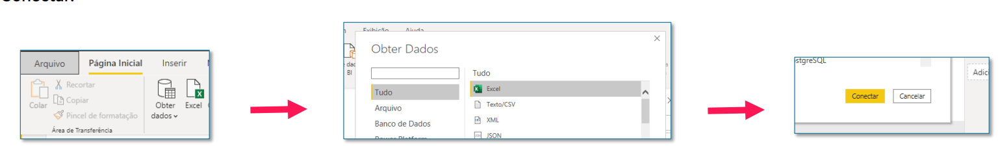 Conectar.
Arquivo Página Inicial Inserir
Recortar
Copiar
Colar
Pincel de formatação
Obter dados
Excel
Área de Transferência
Exibição Ajuda
Obter Dados
BI
Tudo
Arquivo
Banco de Dados
Power Platform
Tudo
Excel
Texto/CSV
XML
JSON
stgreSQL
Conectar Cancelar
Adic